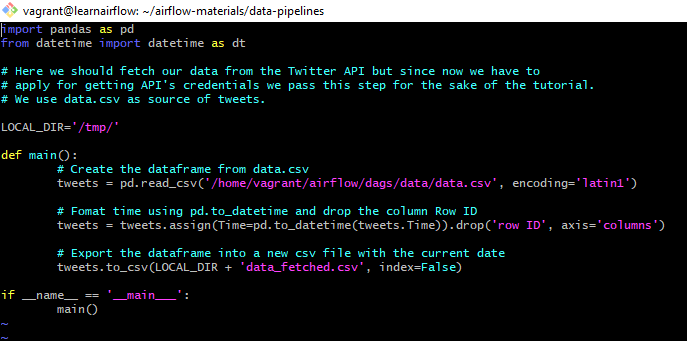 vagrant@learnairflow: ~/airflow-materials/data-pipelines
import pandas as pd
from datetime import datetime as dt
# Here we should fetch our data from the Twitter API but since now we have to
# apply for getting API's credentials we pass this step for the sake of the tutorial.
# We use data.csv as source of tweets.
LOCAL_DIR='/tmp/'
def main():
# Create the dataframe from data.csv
tweets = pd.read_csv('/home/vagrant/airflow/dags/data/data.csv', encoding='latin1')
# Fomat time using pd.to_datetime and drop the column Row ID
tweets = tweets.assign(Time=pd.to_datetime(tweets.Time)).drop('row ID', axis='columns')
# Export the dataframe into a new csv file with the current date
tweets.to_csv(LOCAL_DIR + 'data_fetched.csv', index=False)
if __name__ == '__main___':
main()
~
~